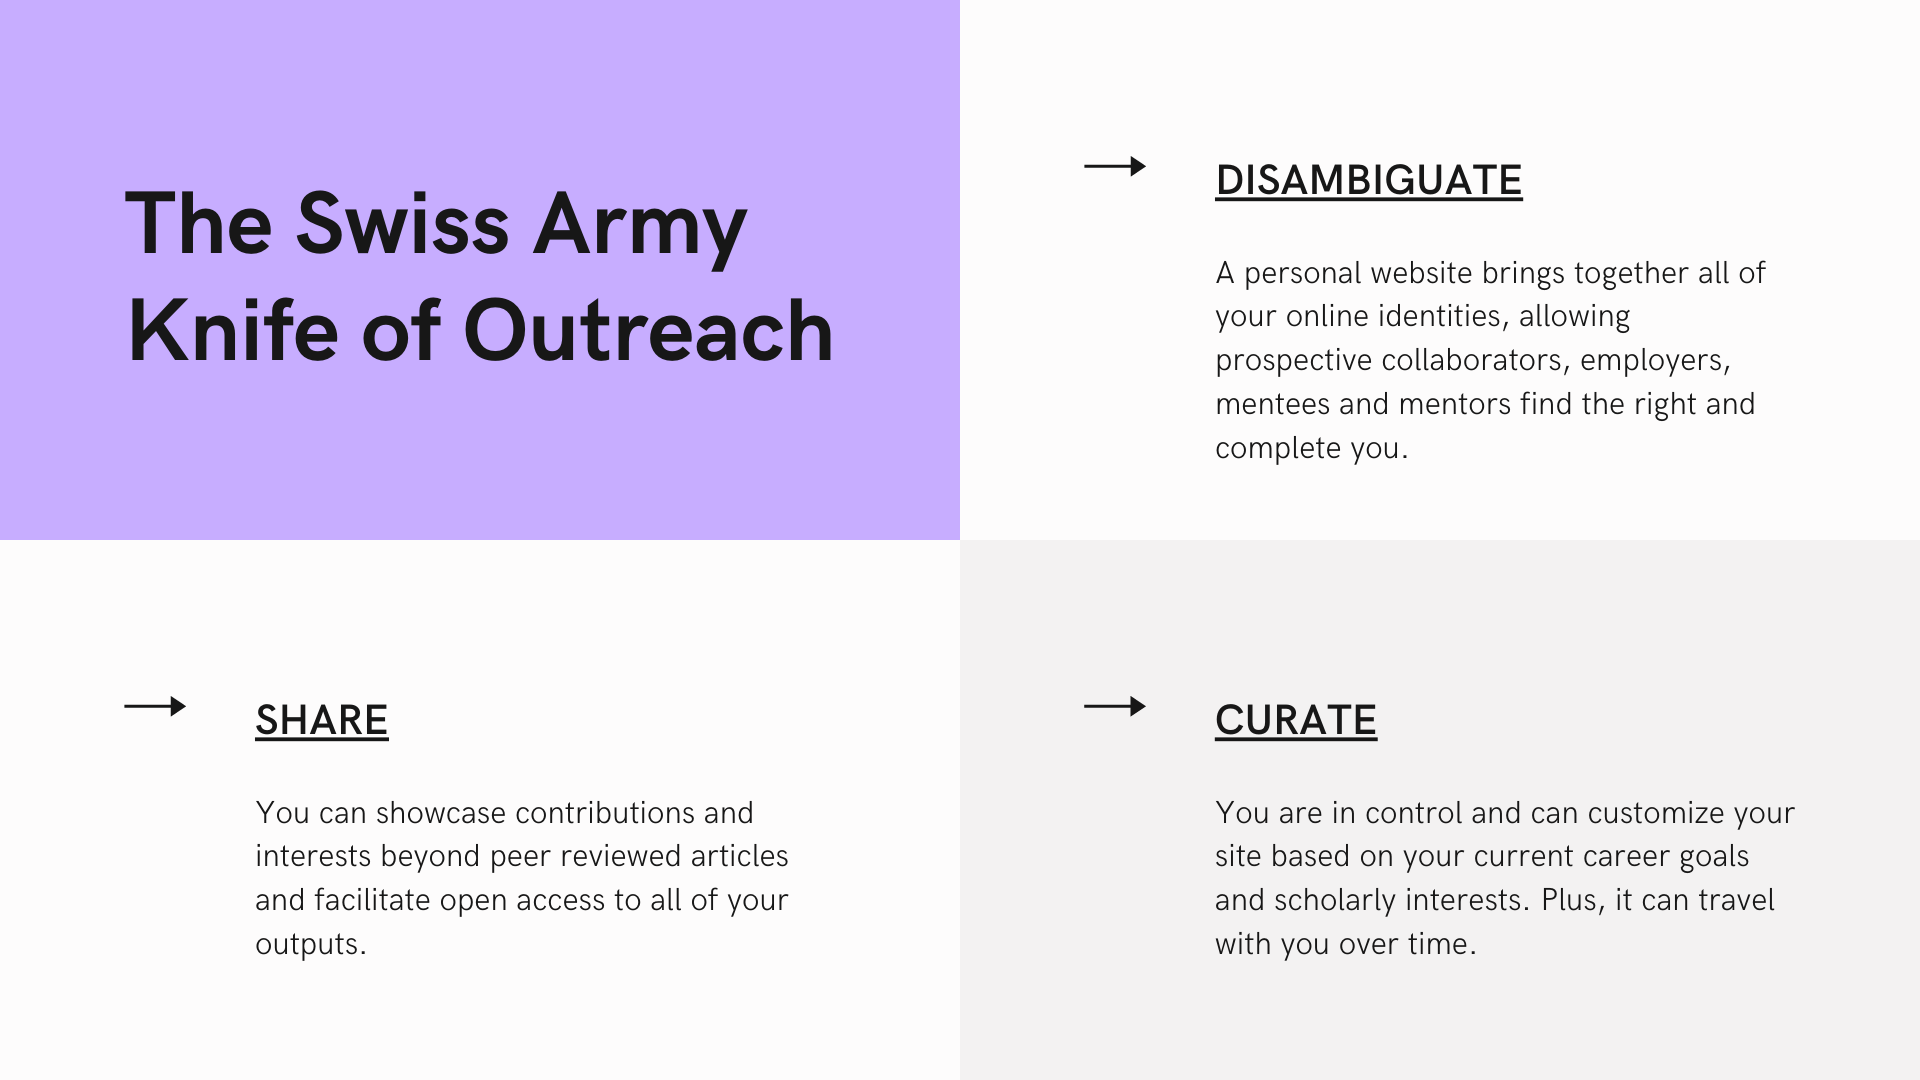 The Swiss Army
Knife of Outreach
DISAMBIGUATE
A personal website brings together all of
your online identities, allowing
prospective collaborators, employers,
mentees and mentors find the right and
complete you.
SHARE
You can showcase contributions and
interests beyond peer reviewed articles
and facilitate open access to all of your
outputs.
CURATE
You are in control and can customize your
site based on your current career goals
and scholarly interests. Plus, it can travel
with you over time.